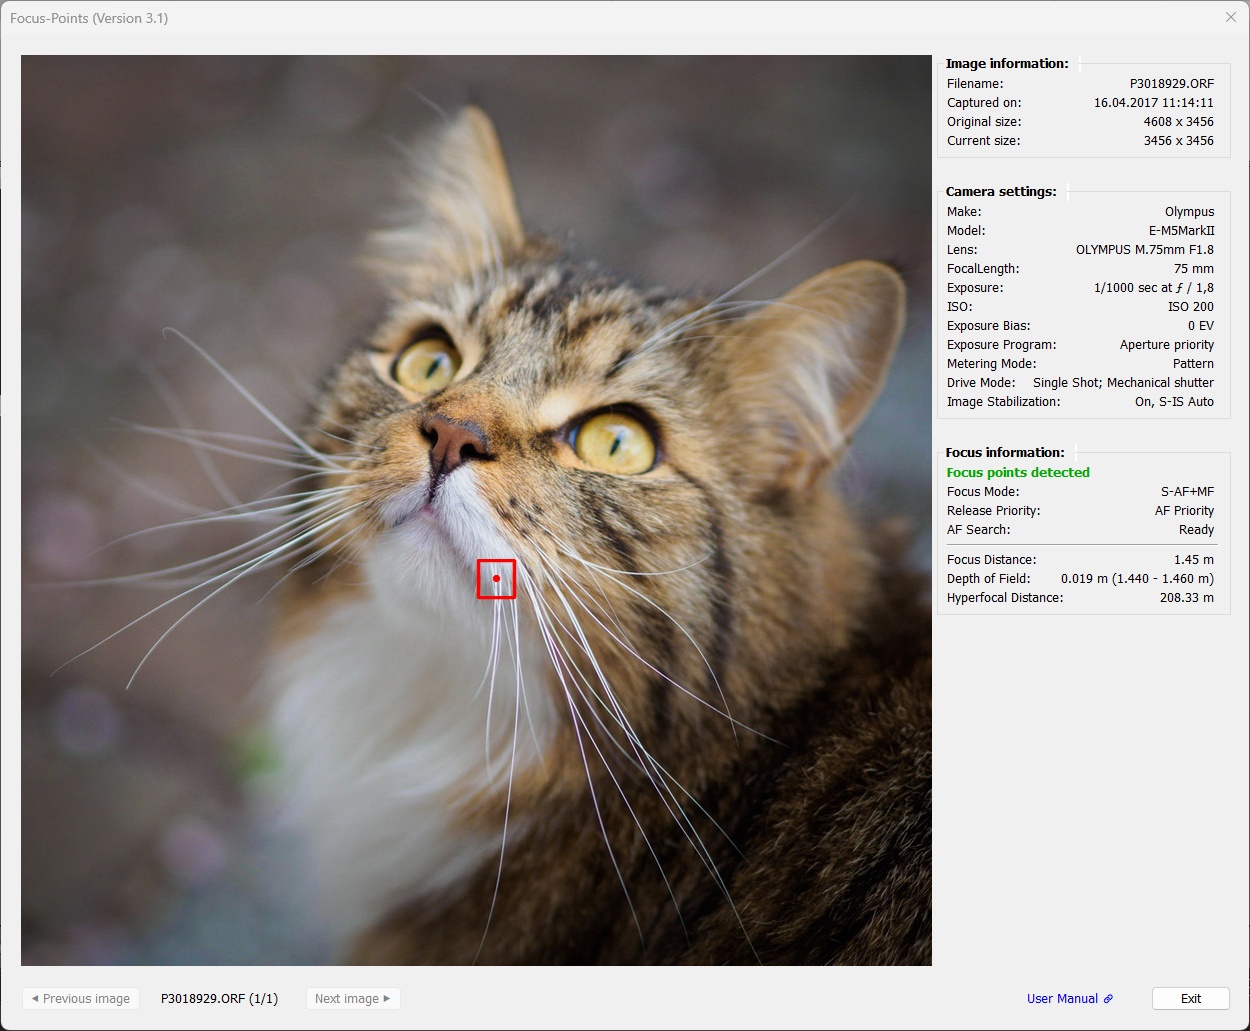 Focus-Points (Version 3.1)
Image information:
Filename: P3018929.ORF
Captured on: 16.04.2017 11:14:11
Original size: 4608 x 3456
Current size: 3456 x 3456
Camera settings:
Make: Olympus
Model: E-M5MarkII
Lens: OLYMPUS M.75mm F1.8
FocalLength: 75 mm
Exposure: 1/1000 sec at ƒ / 1,8
ISO: ISO 200
Exposure Bias: 0 EV
Exposure Program: Aperture priority
Metering Mode: Pattern
Drive Mode: Single Shot; Mechanical shutter
Image Stabilization: On, S-IS Auto
Focus information:
Focus points detected
Focus Mode: S-AF+MF
Release Priority: AF Priority
AF Search: Ready
Focus Distance: 1.45 m
Depth of Field: 0.019 m (1.440 - 1.460 m)
Hyperfocal Distance: 208.33 m
Previous image P3018929.ORF (1/1) Next image User Manual Exit